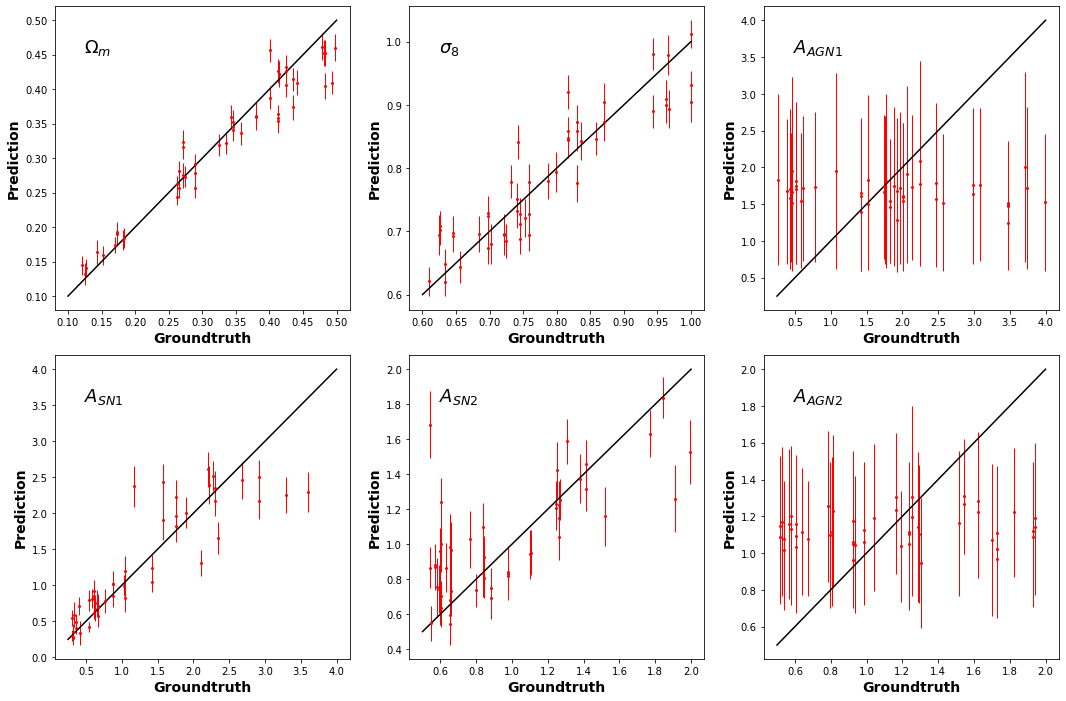 0.50
0.45
0.40
0.35
0.30
0.25
0.20
0.15
0.10
Prediction
Ωm
0.10 0.15 0.20 0.25 0.30 0.35 0.40 0.45 0.50
Groundtruth
1.0
0.9
0.8
0.7
0.6
Prediction
σ8
0.60 0.65 0.70 0.75 0.80 0.85 0.90 0.95 1.00
Groundtruth
4.0
3.5
3.0
2.5
2.0
1.5
1.0
0.5
Prediction
AAGN1
0.5 1.0 1.5 2.0 2.5 3.0 3.5 4.0
Groundtruth
4.0
3.5
3.0
2.5
2.0
1.5
1.0
0.5
0.0
Prediction
ASN1
0.5 1.0 1.5 2.0 2.5 3.0 3.5 4.0
Groundtruth
2.0
1.8
1.6
1.4
1.2
1.0
0.8
0.6
0.4
Prediction
ASN2
0.6 0.8 1.0 1.2 1.4 1.6 1.8 2.0
Groundtruth
2.0
1.8
1.6
1.4
1.2
1.0
0.8
0.6
Prediction
AAGN2
0.6 0.8 1.0 1.2 1.4 1.6 1.8 2.0
Groundtruth